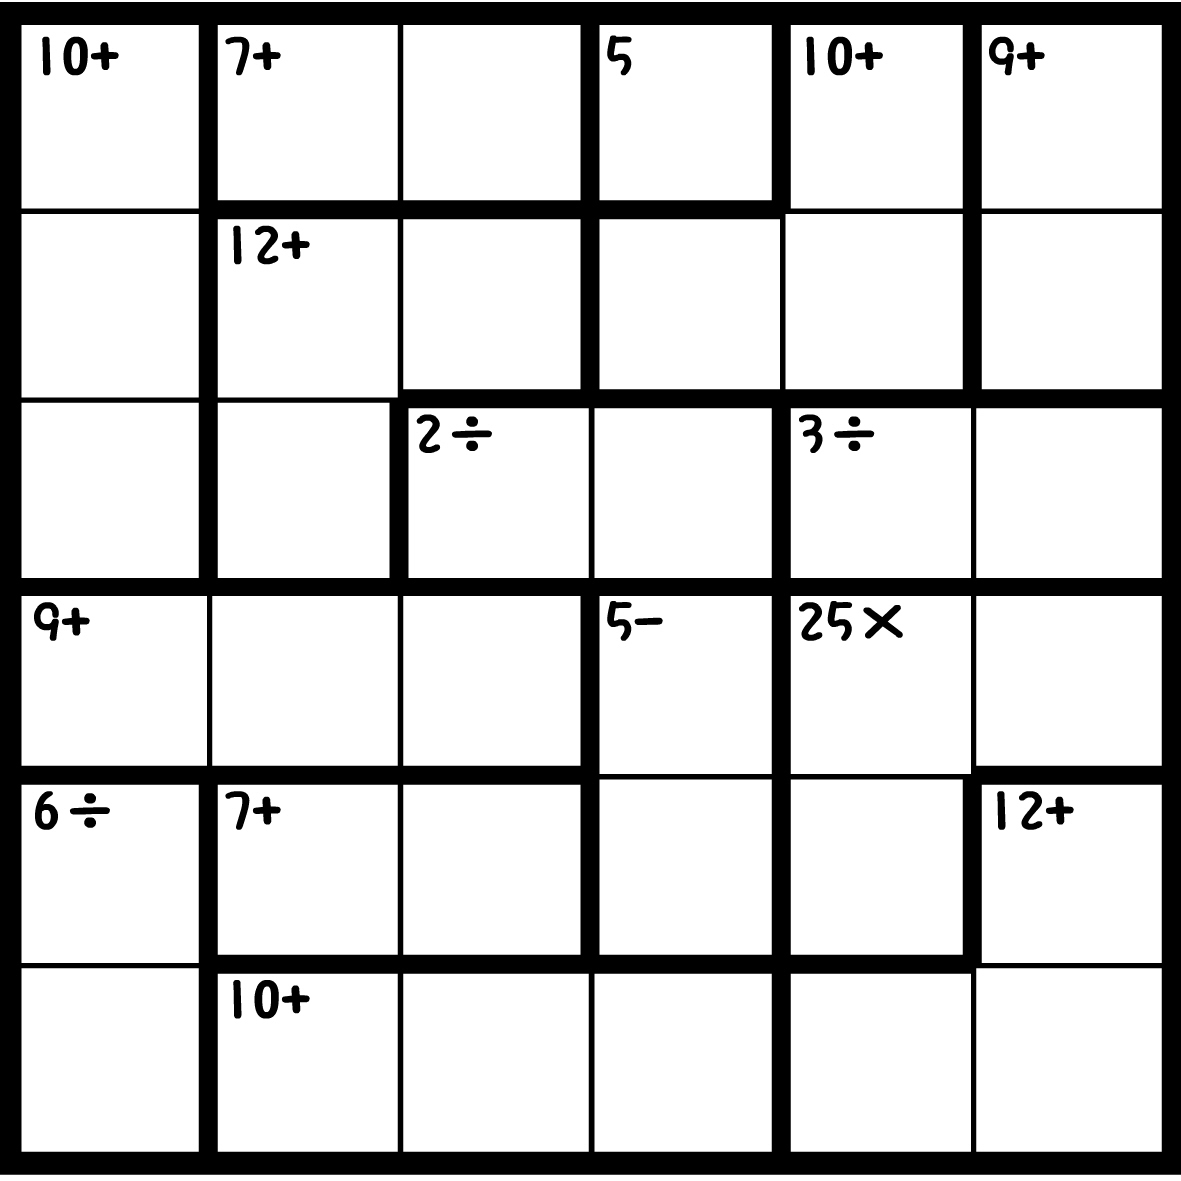 10+ 7+ 5 10+ 9+
12+
2÷ 3÷
9+ 5- 25×
6÷ 7+ 12+
10+